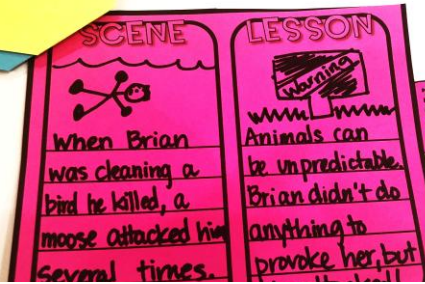 SCENE
When Brian
was cleaning a
bird he killed, a
moose attacked him
several times.
LESSON
Warning
Animals can
be unpredictable.
Brian didn't do
anything to
provoke her, but